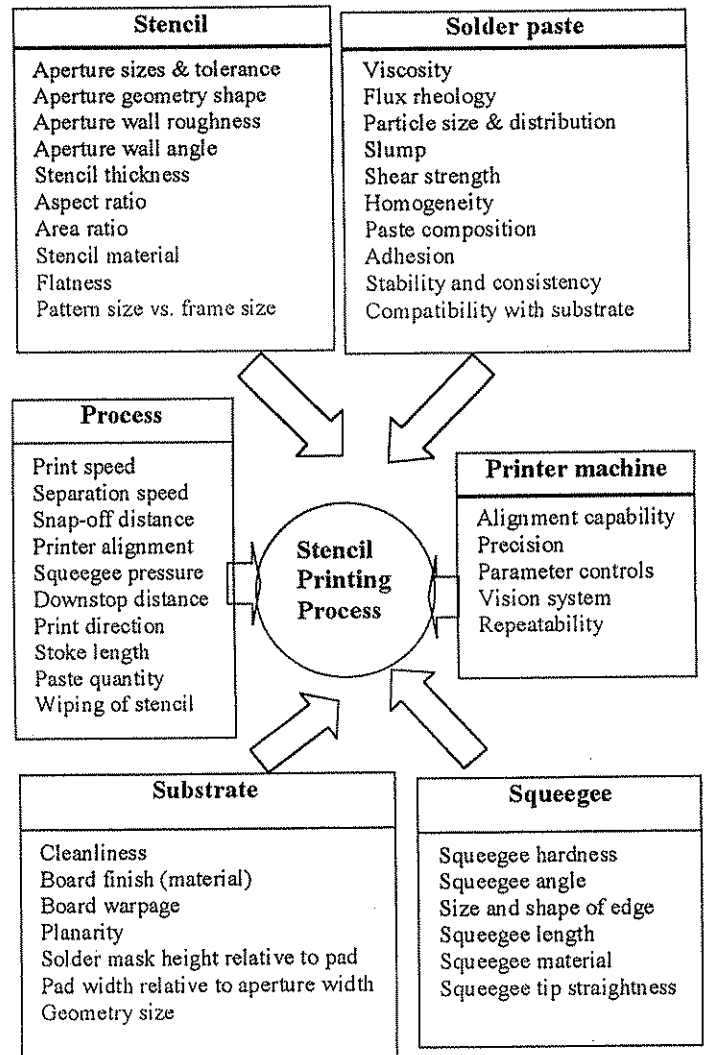 Stencil
Aperture sizes & tolerance
Aperture geometry shape
Aperture wall roughness
Aperture wall angle
Stencil thickness
Aspect ratio
Area ratio
Stencil material
Flatness
Pattern size vs. frame size
Solder paste
Viscosity
Flux rheology
Particle size & distribution
Slump
Shear strength
Homogeneity
Paste composition
Adhesion
Stability and consistency
Compatibility with substrate
Process
Print speed
Separation speed
Snap-off distance
Printer alignment
Squeegee pressure
Downstop distance
Print direction
Stoke length
Paste quantity
Wiping of stencil
Stencil
Printing
Process
Printer machine
Alignment capability
Precision
Parameter controls
Vision system
Repeatability
Substrate
Cleanliness
Board finish (material)
Board warpage
Planarity
Solder mask height relative to pad
Pad width relative to aperture width
Geometry size
Squeegee
Squeegee hardness
Squeegee angle
Size and shape of edge
Squeegee length
Squeegee material
Squeegee tip straightness